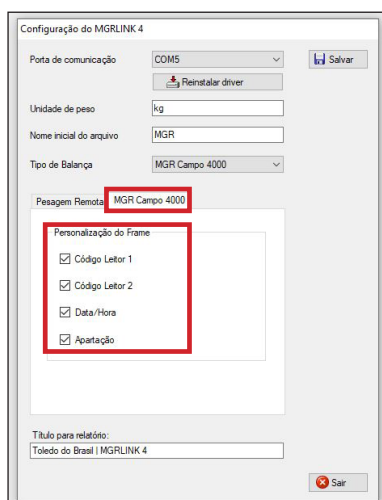 Configuração do MGRLINK 4
Porta de comunicação COM5 Salvar
Reinstalar driver
Unidade de peso kg
Nome inicial do arquivo MGR
Tipo de Balança MGR Campo 4000
Pesagem Remota MGR Campo 4000
Personalização do Frame
Código Leitor 1
Código Leitor 2
Data/Hora
Apartação
Título para relatório:
Toledo do Brasil | MGRLINK 4
Sair